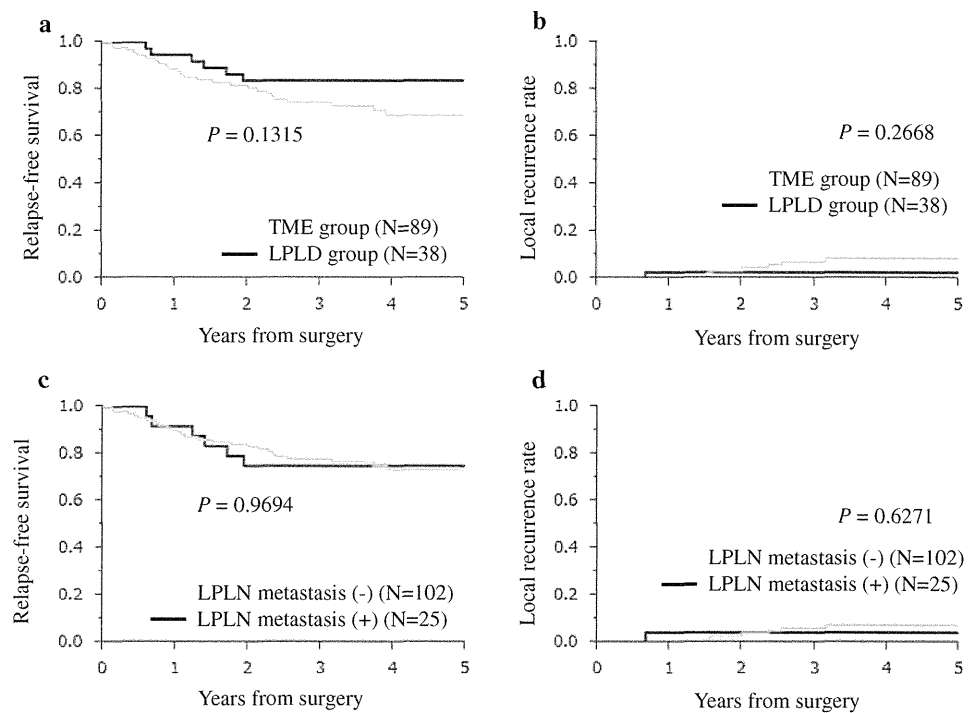 a
Relapse-free survival
1.0
0.8
0.6
0.4
0.2
0.0
P = 0.1315
TME group (N=89)
LPLD group (N=38)
0 1 2 3 4 5
Years from surgery
b
Local recurrence rate
1.0
0.8
0.6
0.4
0.2
0.0
P = 0.2668
TME group (N=89)
LPLD group (N=38)
0 1 2 3 4 5
Years from surgery
c
Relapse-free survival
1.0
0.8
0.6
0.4
0.2
0.0
P = 0.9694
LPLN metastasis (-) (N=102)
LPLN metastasis (+) (N=25)
0 1 2 3 4 5
Years from surgery
d
Local recurrence rate
1.0
0.8
0.6
0.4
0.2
0.0
P = 0.6271
LPLN metastasis (-) (N=102)
LPLN metastasis (+) (N=25)
0 1 2 3 4 5
Years from surgery